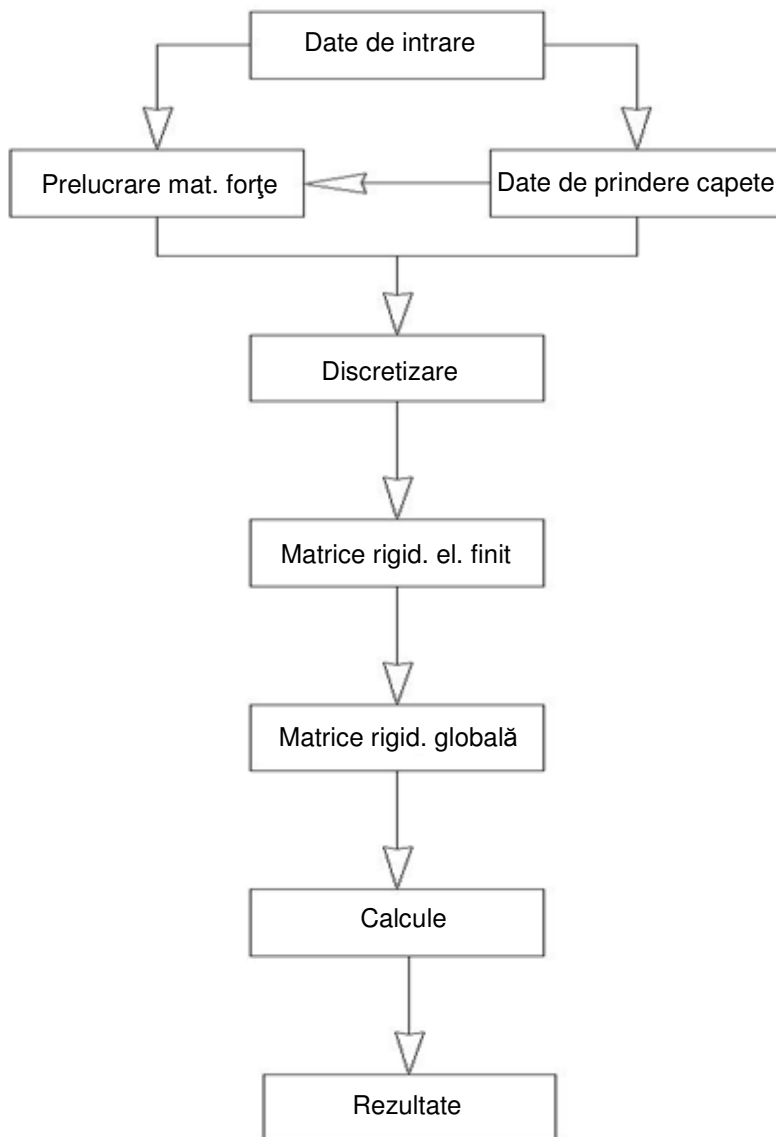 Date de intrare
Prelucrare mat. forţe
Date de prindere capete
Discretizare
Matrice rigid. el. finit
Matrice rigid. globală
Calcule
Rezultate